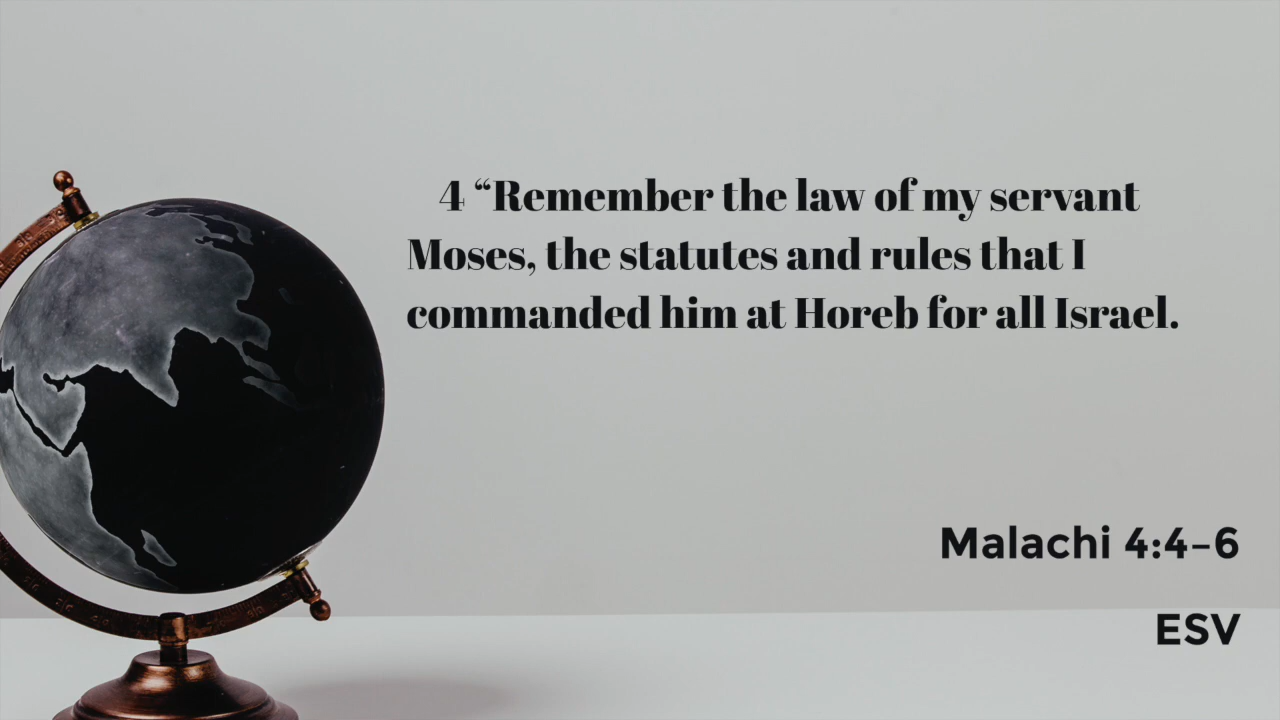 4 “Remember the law of my servant
Moses, the statutes and rules that I
commanded him at Horeb for all Israel.
Malachi 4:4–6
ESV